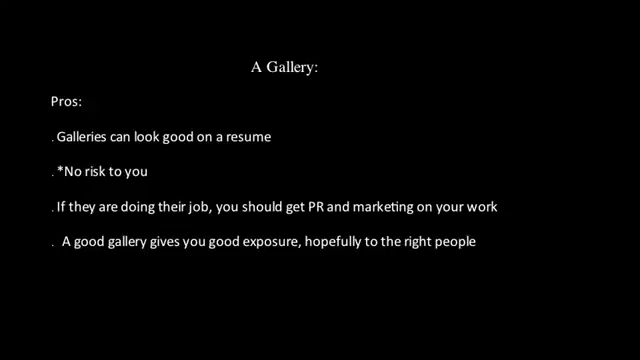 A Gallery:
Pros:
. Galleries can look good on a resume
. *No risk to you
. If they are doing their job, you should get PR and marketing on your work
. A good gallery gives you good exposure, hopefully to the right people